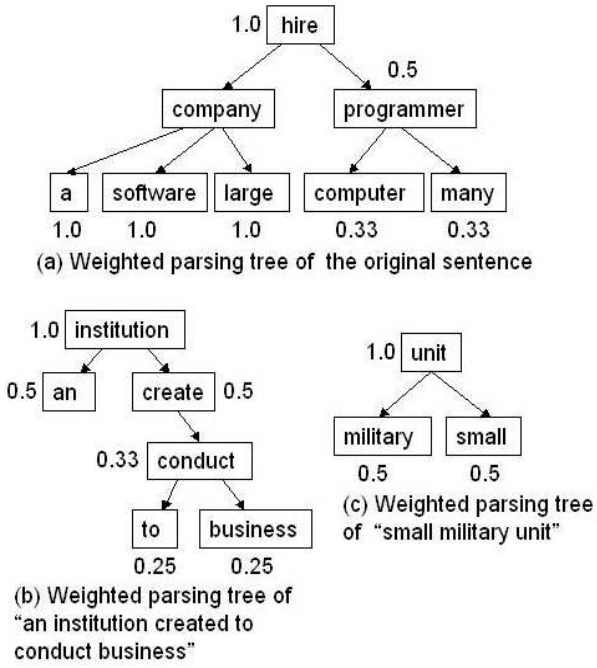 1.0 hire
0.5
company programmer
a software large computer many
1.0 1.0 1.0 0.33 0.33
(a) Weighted parsing tree of the original sentence
1.0 institution
0.5 an create 0.5
0.33 conduct
to business
0.25 0.25
(b) Weighted parsing tree of
“an institution created to
conduct business”
1.0 unit
military small
0.5 0.5
(c) Weighted parsing tree
of “small military unit”